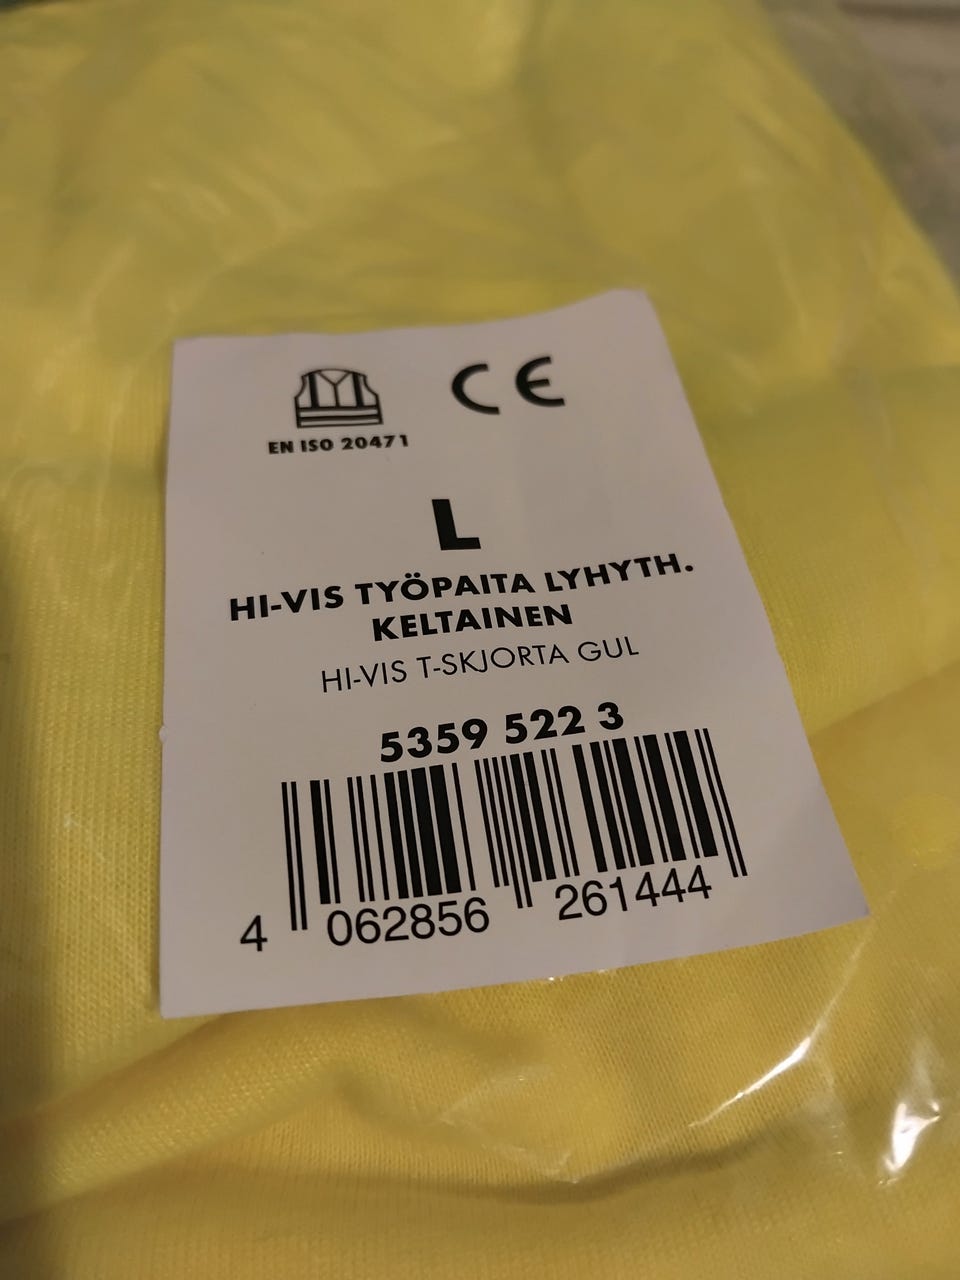 CE
EN ISO 20471
L
HI-VIS TYÖPAITA LYHYTH.
KELTAINEN
HI-VIS T-SKJORTA GUL
5359 522 3
4 062856 261444